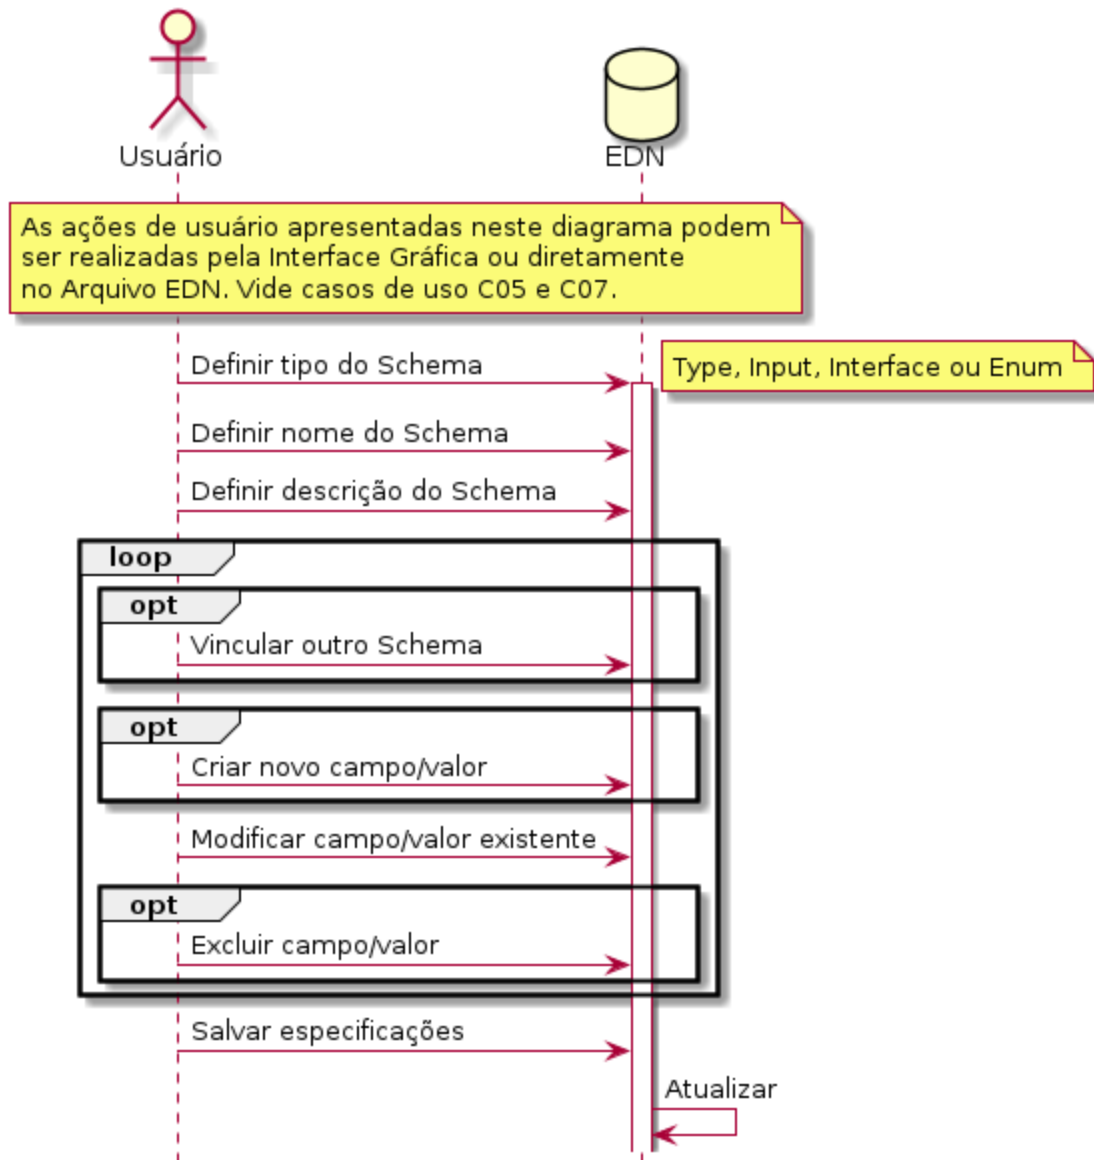 Usuário
EDN
As ações de usuário apresentadas neste diagrama podem
ser realizadas pela Interface Gráfica ou diretamente
no Arquivo EDN. Vide casos de uso C05 e C07.
Definir tipo do Schema
Type, Input, Interface ou Enum
Definir nome do Schema
Definir descrição do Schema
loop
opt
Vincular outro Schema
opt
Criar novo campo/valor
Modificar campo/valor existente
opt
Excluir campo/valor
Salvar especificações
Atualizar